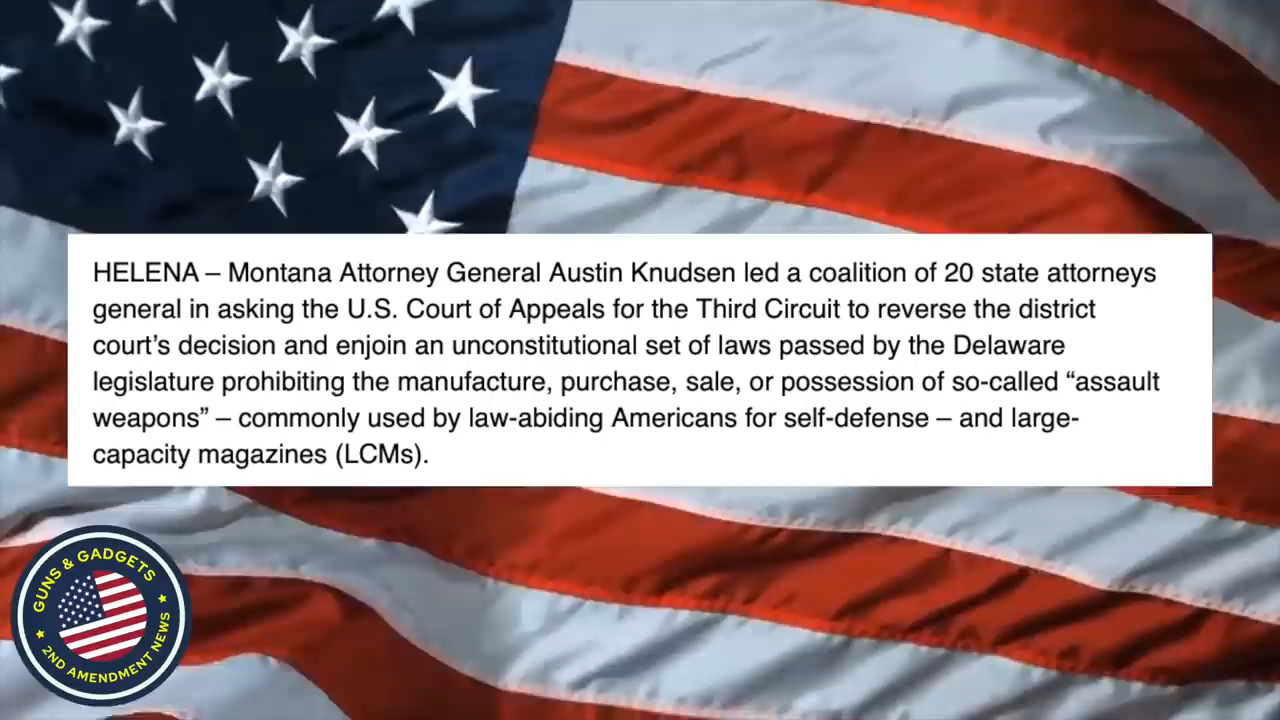 HELENA – Montana Attorney General Austin Knudsen led a coalition of 20 state attorneys
general in asking the U.S. Court of Appeals for the Third Circuit to reverse the district
court’s decision and enjoin an unconstitutional set of laws passed by the Delaware
legislature prohibiting the manufacture, purchase, sale, or possession of so-called “assault
weapons” – commonly used by law-abiding Americans for self-defense – and large-
capacity magazines (LCMs).
GUNS & GADGETS
2ND AMENDMENT NEWS